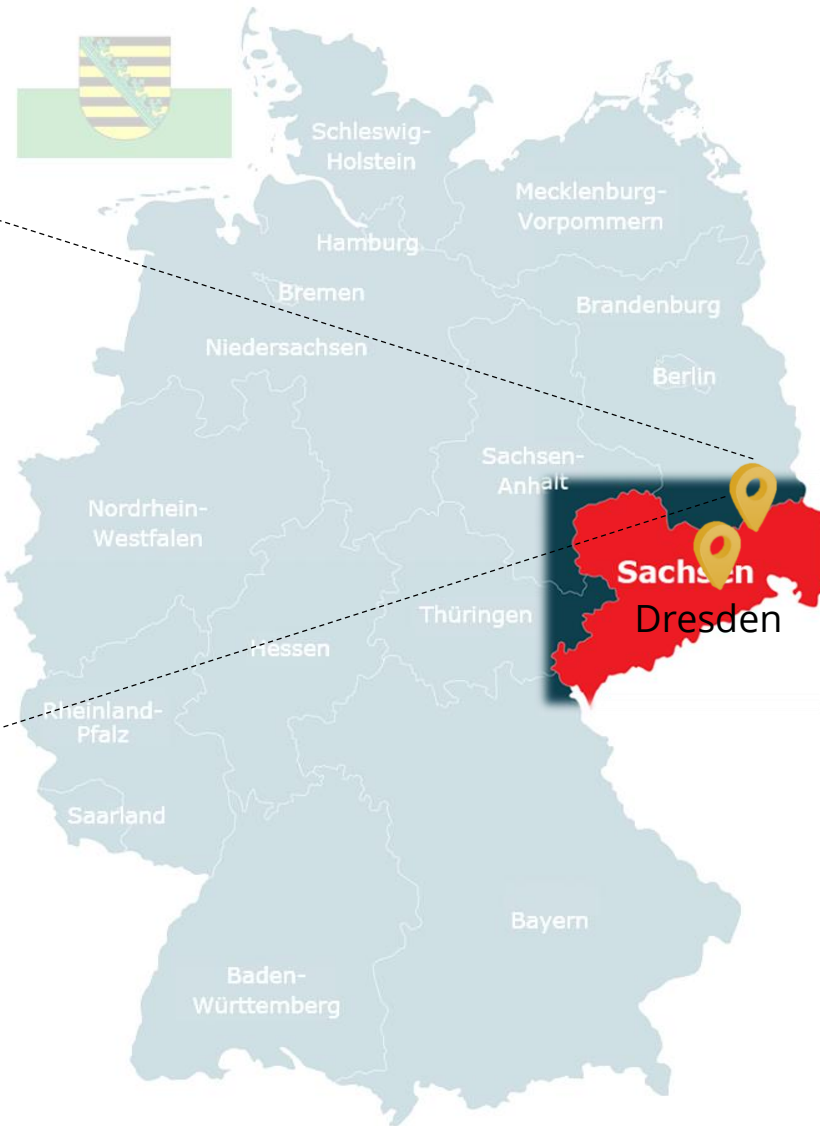 Schleswig-
Holstein
Mecklenburg-
Vorpommern
Hamburg
Bremen
Brandenburg
Niedersachsen
Berlin
Sachsen-
Anhalt
Nordrhein-
Westfalen
Sachsen
Thüringen
Dresden
Hessen
Rheinland-
Pfalz
Saarland
Bayern
Baden-
Württemberg